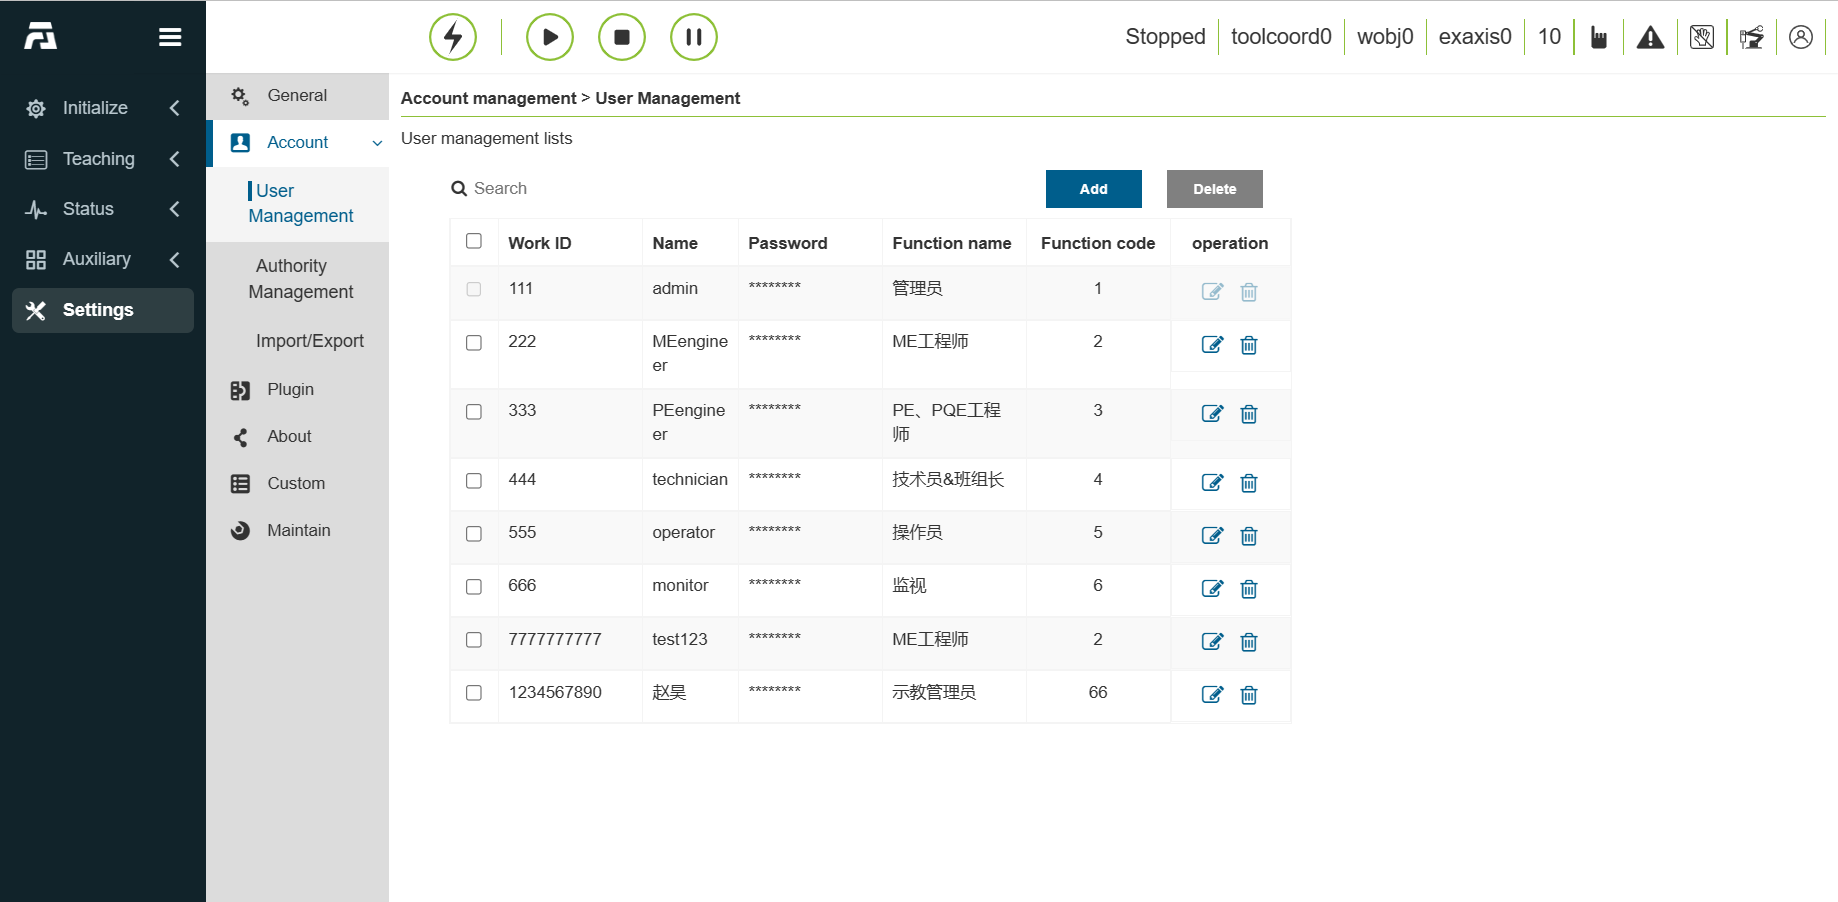 Stopped toolcoord0 wobj0 exaxis0 10
Initialize
Teaching
Status
Auxiliary
Settings
General
Account
User
Management
Authority
Management
Import/Export
Plugin
About
Custom
Maintain
Account management > User Management
User management lists
Search
Add
Delete
Work ID Name Password Function name Function code operation
111 admin ******** 管理员 1
222 MEengine ******** ME工程师 2
er
333 PEengine ******** PE、PQE工程 3
er 师
444 technician ******** 技术员&班组长 4
555 operator ******** 操作员 5
666 monitor ******** 监视 6
7777777777 test123 ******** ME工程师 2
1234567890 赵昊 ******** 示教管理员 66